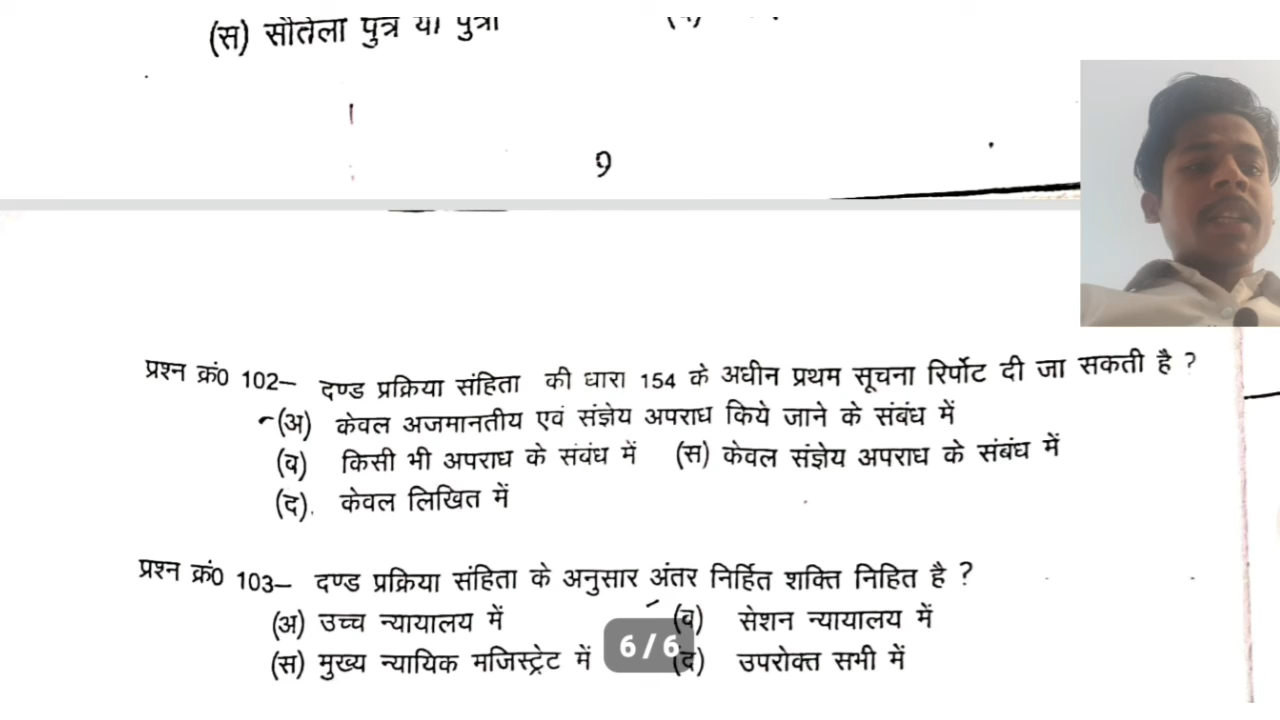 (स) सौतेला पुत्र या पुत्री
9
प्रश्न क्रं0 102– दण्ड प्रक्रिया संहिता की धारा 154 के अधीन प्रथम सूचना रिर्पोट दी जा सकती है ?
(अ) केवल अजमानतीय एवं संज्ञेय अपराध किये जाने के संबंध में
(व) किसी भी अपराध के संवंध में (स) केवल संज्ञेय अपराध के संबंध में
(द). केवल लिखित में
प्रश्न क्रं0 103– दण्ड प्रक्रिया संहिता के अनुसार अंतर निर्हित शक्ति निहित है ?
(अ) उच्च न्यायालय में (व) सेशन न्यायालय में
(स) मुख्य न्यायिक मजिस्ट्रेट में 6/6 (द) उपरोक्त सभी में